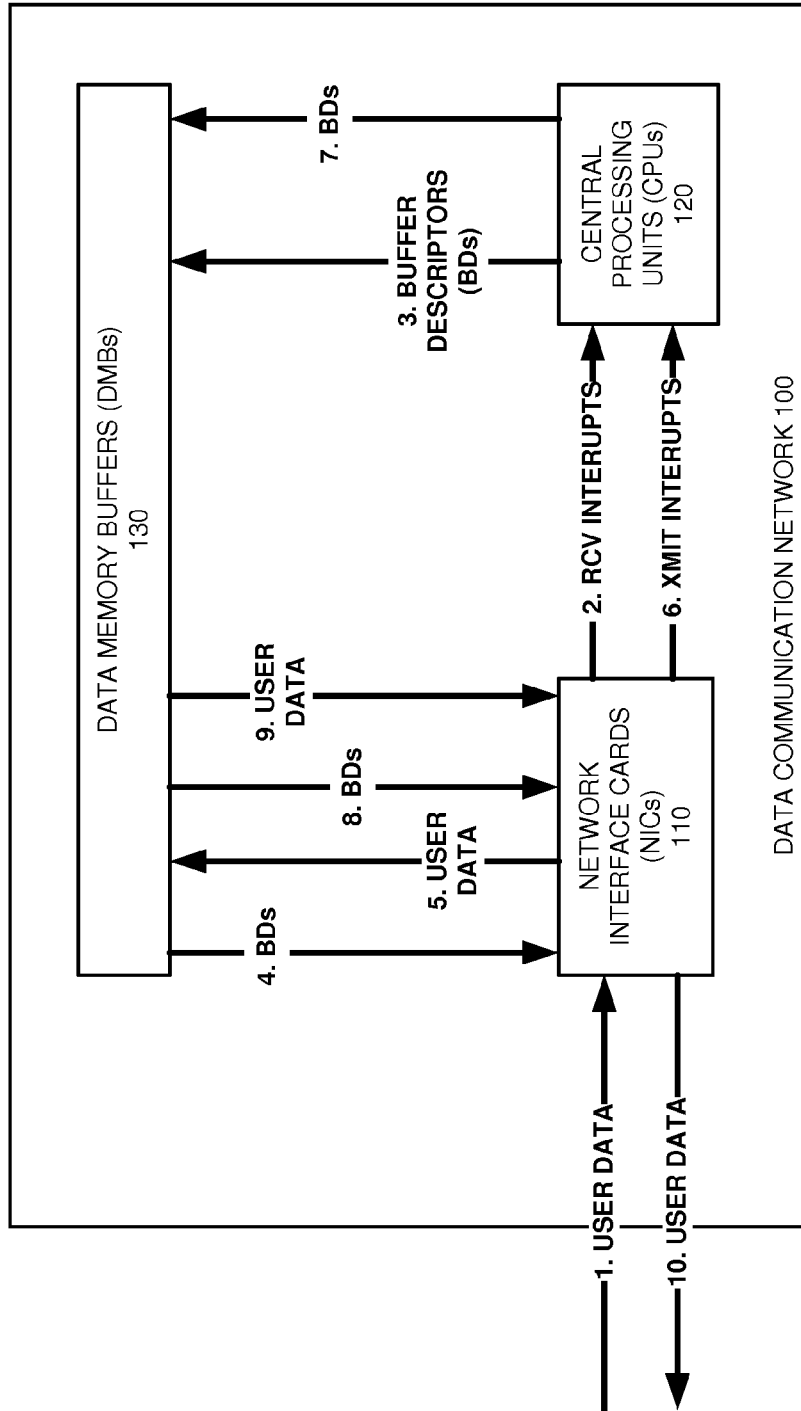 DATA MEMORY BUFFERS (DMBs)
130
4. BDs
5. USER
DATA
8. BDs
9. USER
DATA
3. BUFFER
DESCRIPTORS
(BDs)
7. BDs
1. USER DATA
10. USER DATA
NETWORK
INTERFACE CARDS
(NICs)
110
2. RCV INTERUPTS
6. XMIT INTERUPTS
CENTRAL
PROCESSING
UNITS (CPUs)
120
DATA COMMUNICATION NETWORK 100